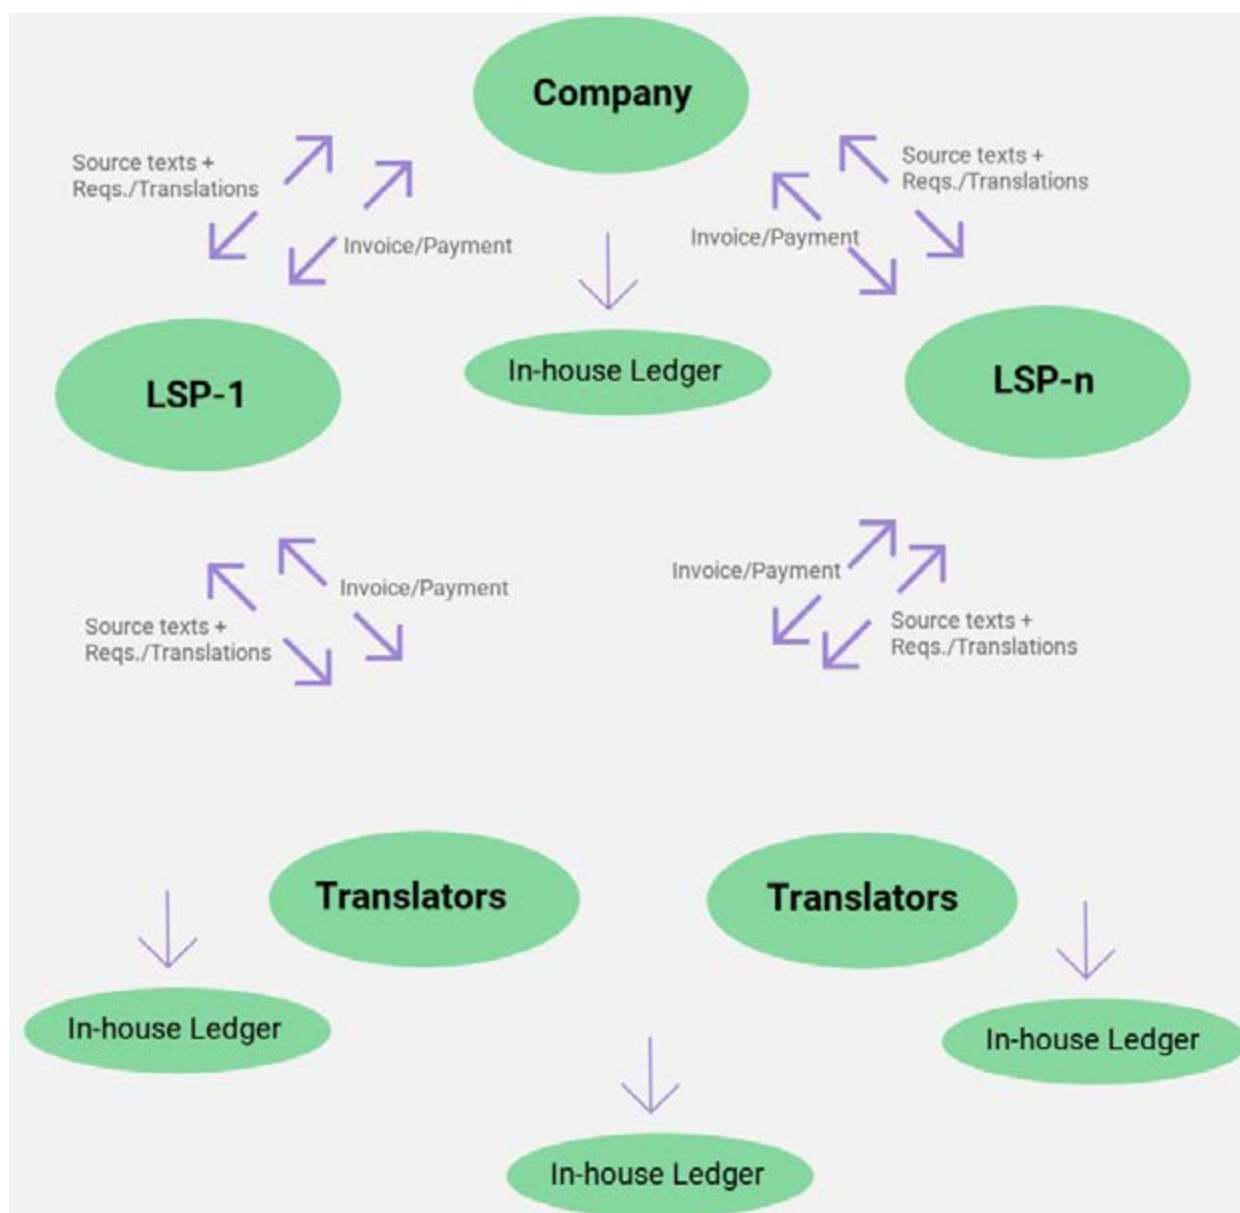 Company
Source texts +
Reqs./Translations
Source texts +
Reqs./Translations
Invoice/Payment
Invoice/Payment
LSP-1
In-house Ledger
LSP-n
Invoice/Payment
Invoice/Payment
Source texts +
Reqs./Translations
Source texts +
Reqs./Translations
Translators
Translators
In-house Ledger
In-house Ledger
In-house Ledger